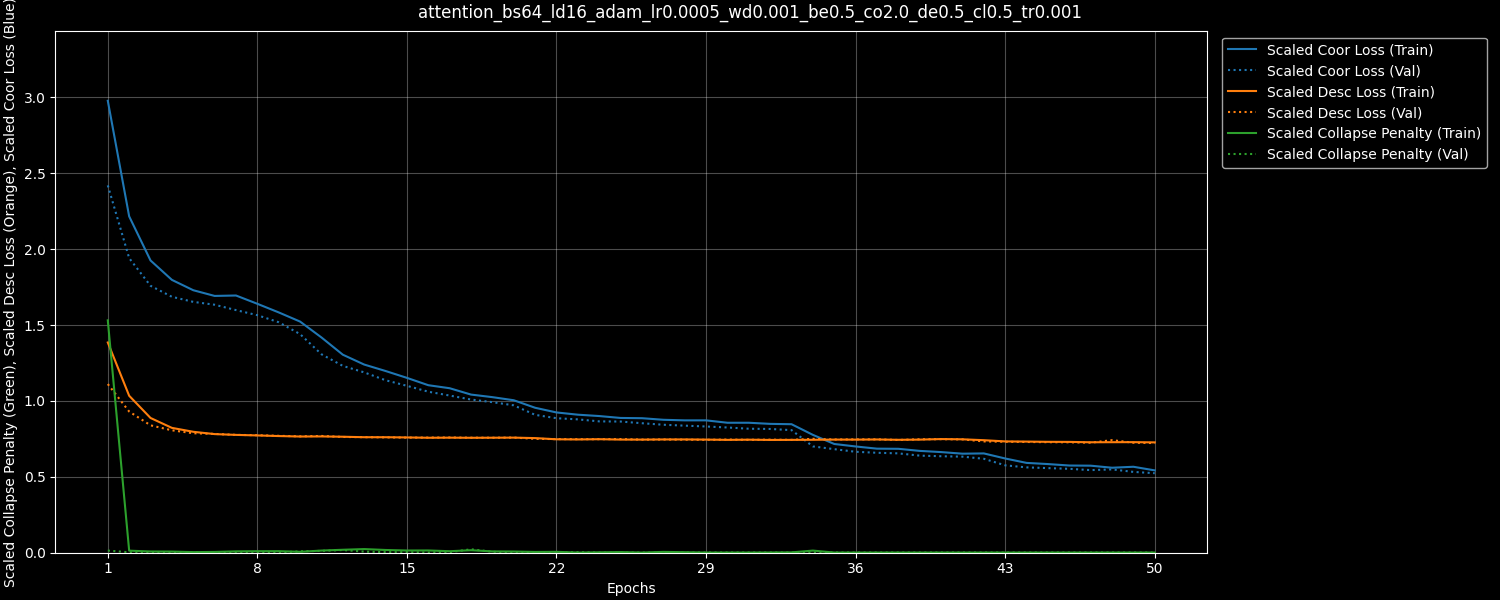 attention_bs64_ld16_adam_lr0.0005_wd0.001_be0.5_co2.0_de0.5_cl0.5_tr0.001
Scaled Collapse Penalty (Green), Scaled Desc Loss (Orange), Scaled Coor Loss (Blue)
3.0
2.5
2.0
1.5
1.0
0.5
0.0
1 8 15 22 29 36 43 50
Epochs
Scaled Coor Loss (Train)
Scaled Coor Loss (Val)
Scaled Desc Loss (Train)
Scaled Desc Loss (Val)
Scaled Collapse Penalty (Train)
Scaled Collapse Penalty (Val)